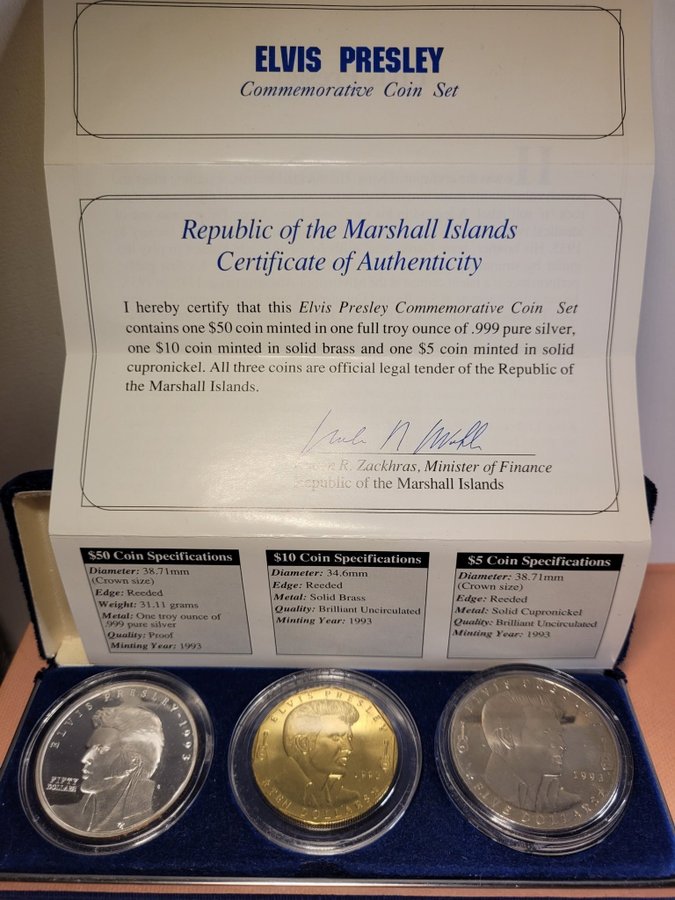 ELVIS PRESLEY
Commemorative Coin Set
Republic of the Marshall Islands
Certificate of Authenticity
I hereby certify that this Elvis Presley Commemorative Coin Set
contains one $50 coin minted in one full troy ounce of .999 pure silver,
one $10 coin minted in solid brass and one $5 coin minted in solid
cupronickel. All three coins are official legal tender of the Republic of
the Marshall Islands.
R. Zackhras, Minister of Finance
Republic of the Marshall Islands
$50 Coin Specifications
Diameter: 38.71mm
(Crown size)
Edge: Reeded
Weight: 31.11 grams
Metal: One troy ounce of
.999 pure silver
Quality: Proof
Minting Year: 1993
$10 Coin Specifications
Diameter: 34.6mm
Edge: Reeded
Metal: Solid Brass
Quality: Brilliant Uncirculated
Minting Year: 1993
$5 Coin Specifications
Diameter: 38.71mm
(Crown size)
Edge: Reeded
Metal: Solid Cupronickel
Quality: Brilliant Uncirculated
Minting Year: 1993
ELVIS PRESLEY·1993
FIFTY
DOLLARS
ELVIS PRESLEY
1993
TEN DOLLARS
ELVIS PRESLEY
1993
FIVE DOLLARS